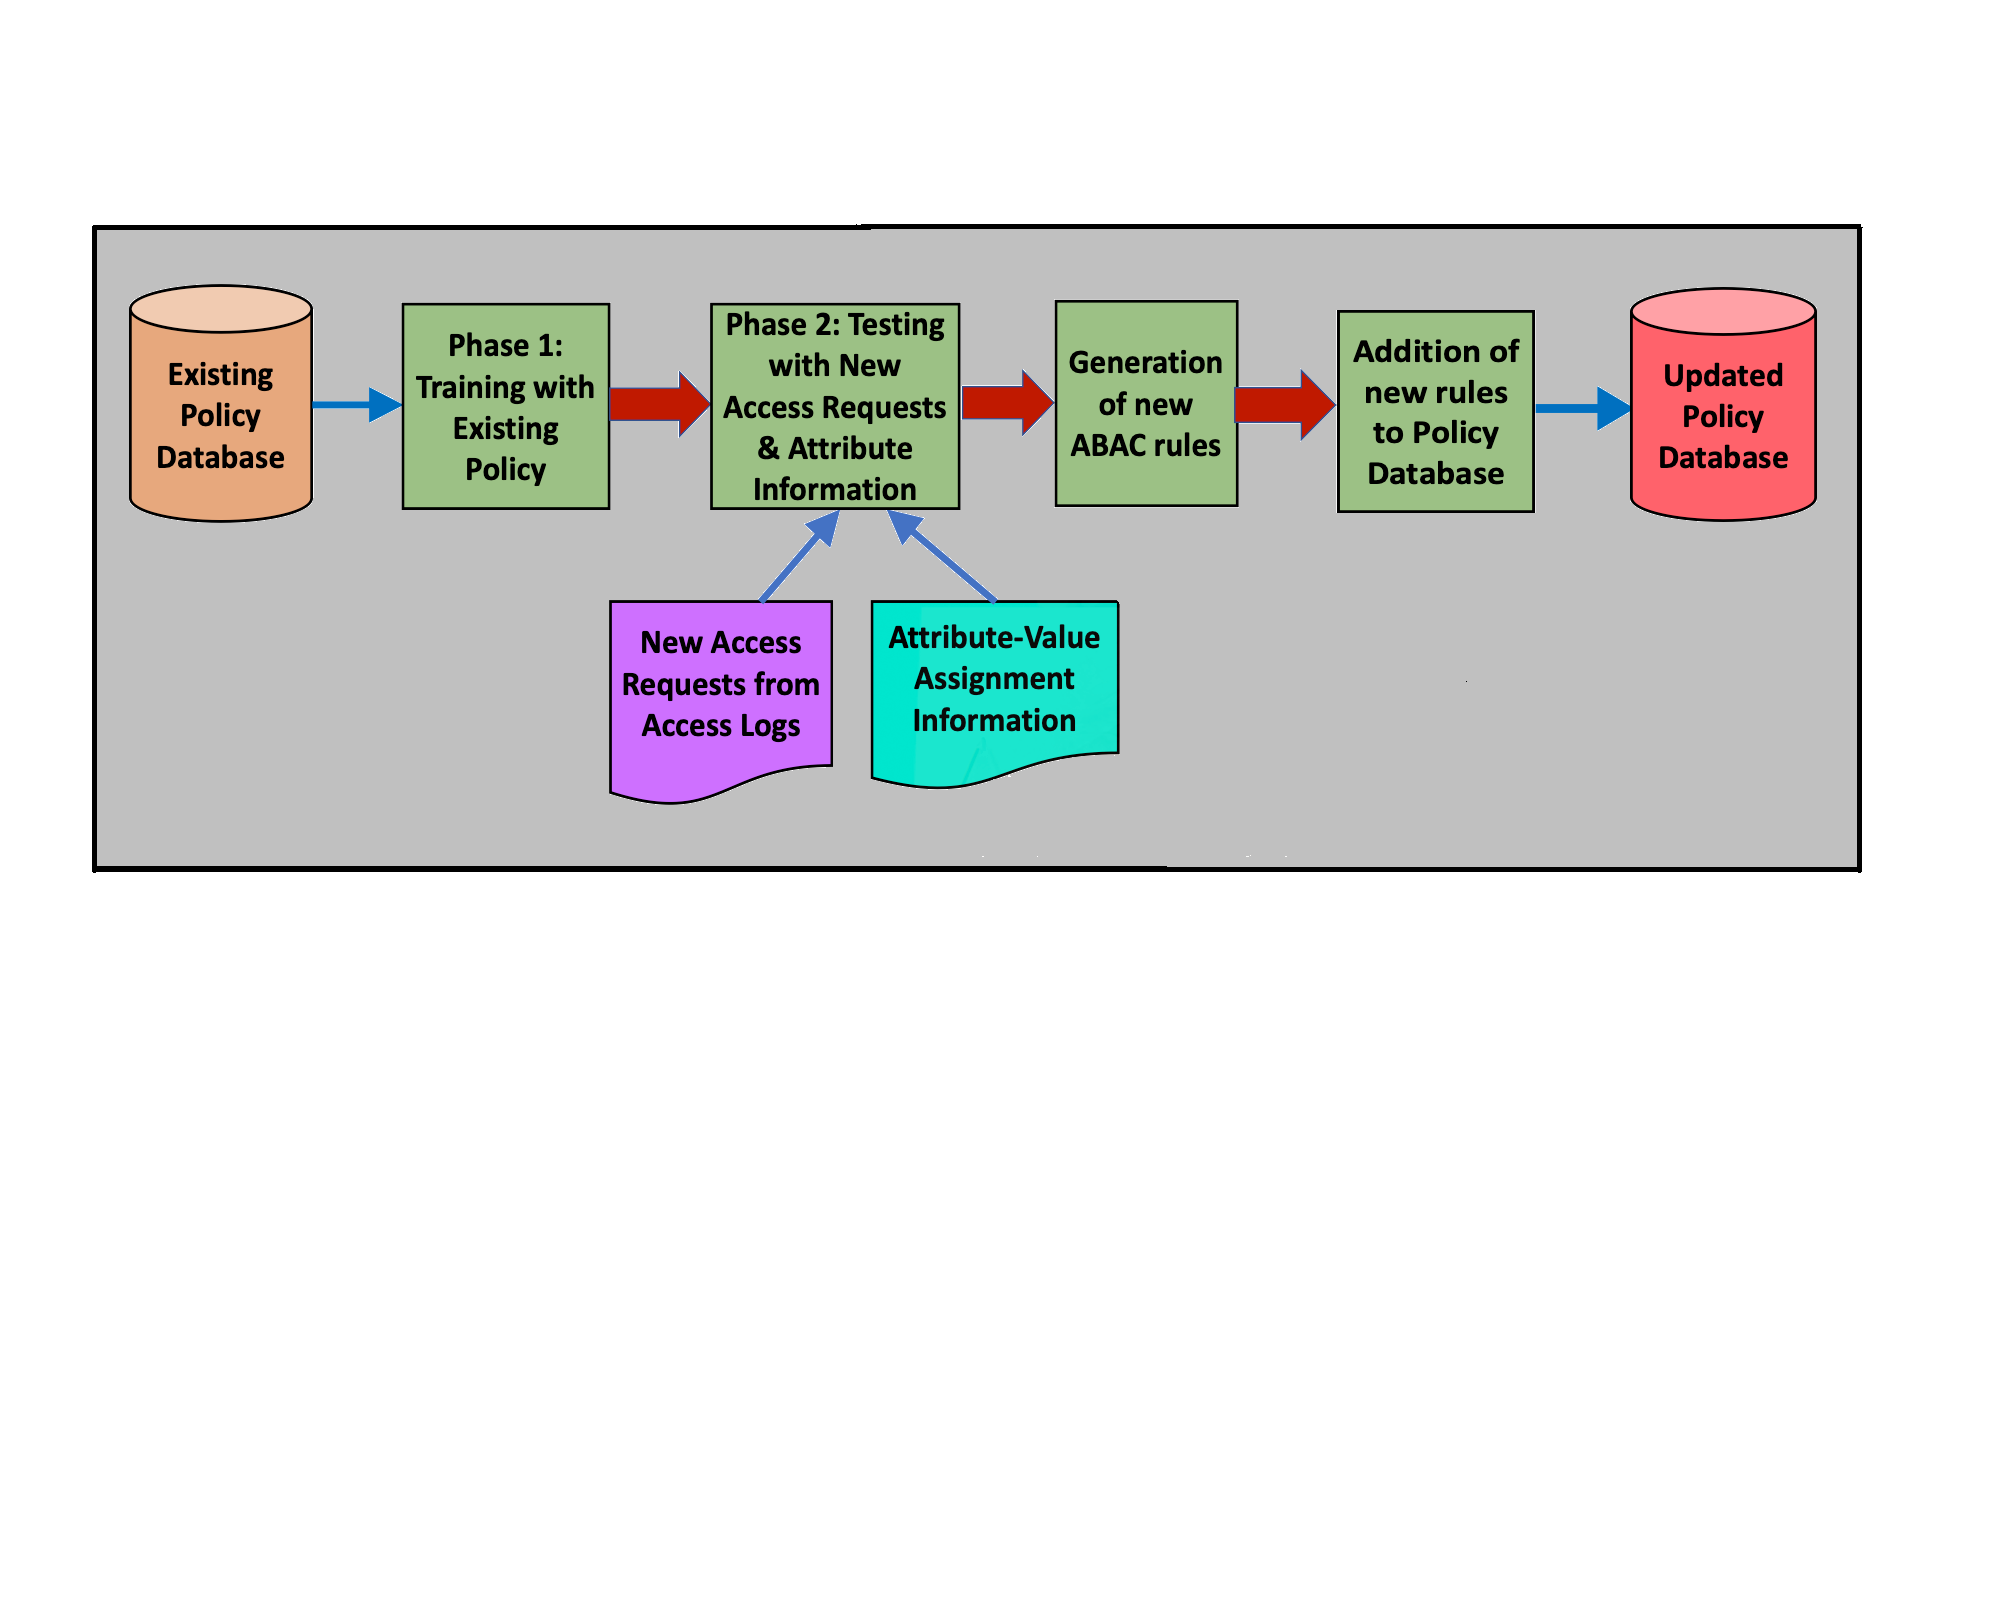 Existing
Policy
Database
Phase 1:
Training with
Existing
Policy
Phase 2: Testing
with New
Access Requests
& Attribute
Information
Generation
of new
ABAC rules
Addition of
new rules
to Policy
Database
Updated
Policy
Database
New Access
Requests from
Access Logs
Attribute-Value
Assignment
Information